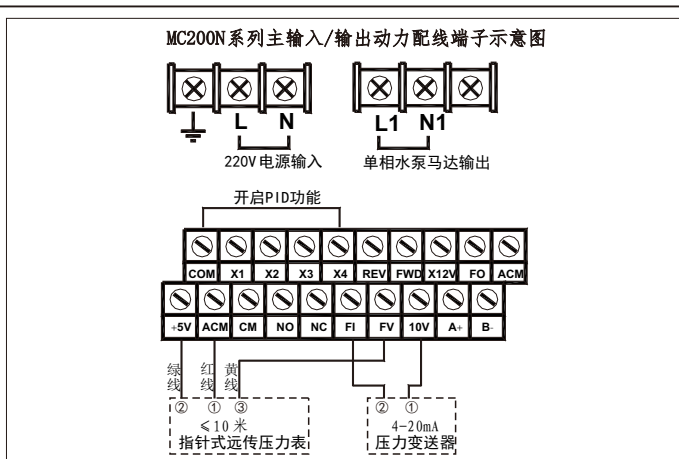 MC200N系列主输入/输出动力配线端子示意图
L N L1 N1
220V电源输入 单相水泵马达输出
开启PID功能
COM X1 X2 X3 X4 REV FWD X12V FO ACM
+5V ACM CM NO NC FI FV 10V A+ B-
绿线 红线 黄线
② ① ③ ② ①
≤10米 4-20mA
指针式远传压力表 压力变送器